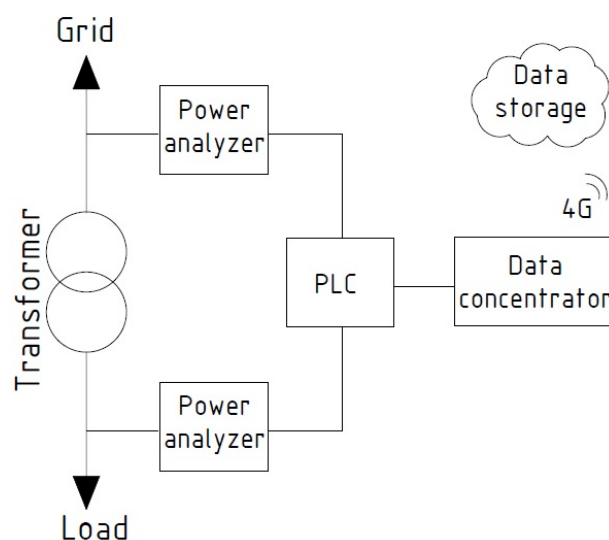 Grid
Power
analyzer
Data
storage
4G
Transformer
PLC
Data
concentrator
Power
analyzer
Load